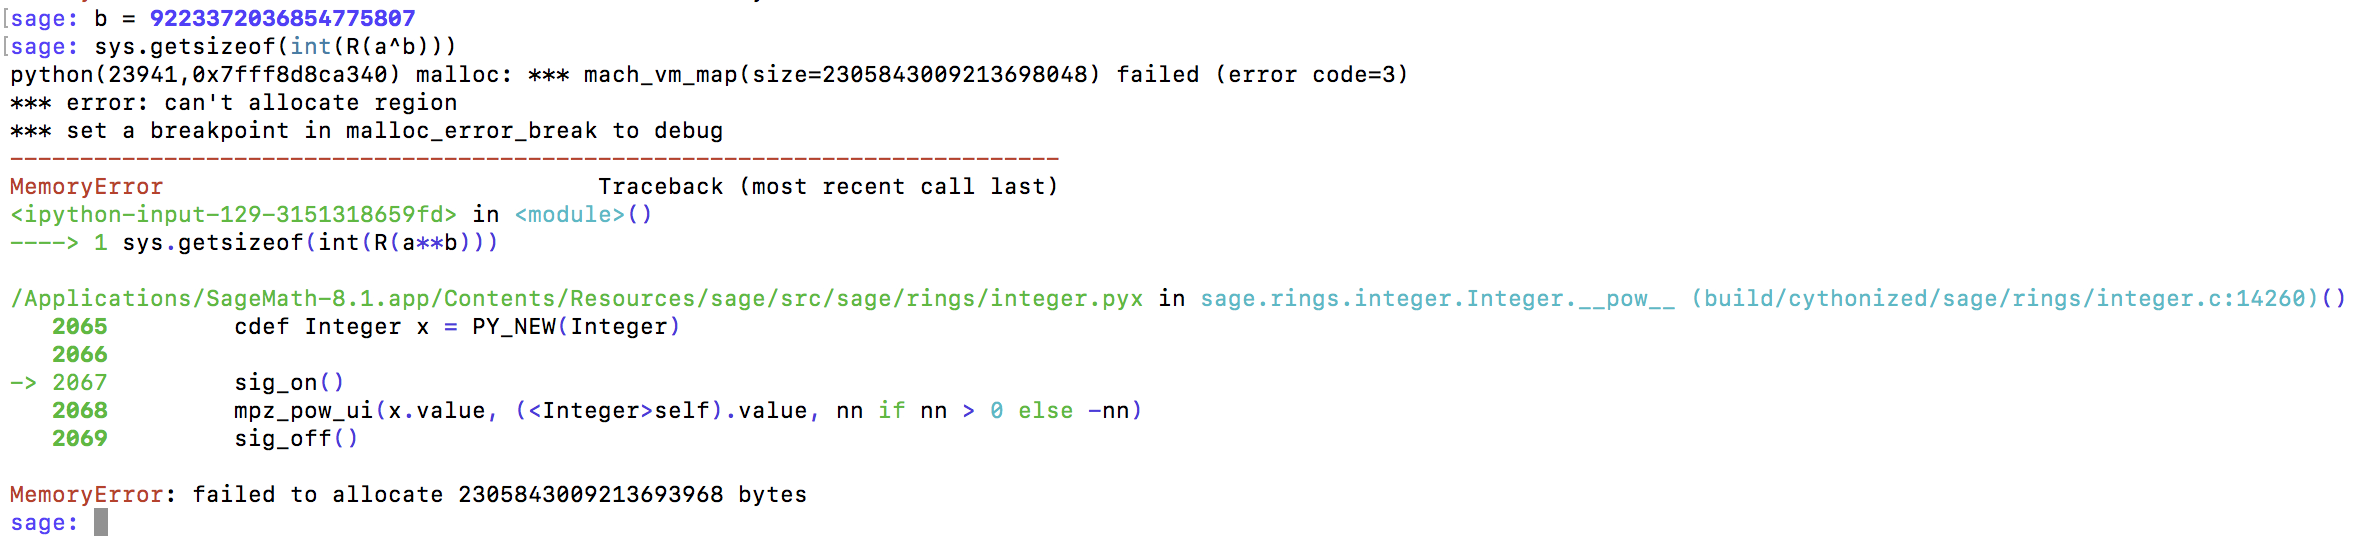 [sage: b = 9223372036854775807
[sage: sys.getsizeof(int(R(a^b)))
python(23941,0x7fff8d8ca340) malloc: *** mach_vm_map(size=2305843009213698048) failed (error code=3)
*** error: can't allocate region
*** set a breakpoint in malloc_error_break to debug
---------------------------------------------------------------------------
MemoryError                               Traceback (most recent call last)
<ipython-input-129-3151318659fd> in <module>()
----> 1 sys.getsizeof(int(R(a**b)))
/Applications/SageMath-8.1.app/Contents/Resources/sage/src/sage/rings/integer.pyx in sage.rings.integer.Integer.__pow__ (build/cythonized/sage/rings/integer.c:14260)()
   2065         cdef Integer x = PY_NEW(Integer)
   2066
-> 2067         sig_on()
   2068         mpz_pow_ui(x.value, (<Integer>self).value, nn if nn > 0 else -nn)
   2069         sig_off()
MemoryError: failed to allocate 2305843009213693968 bytes
sage: